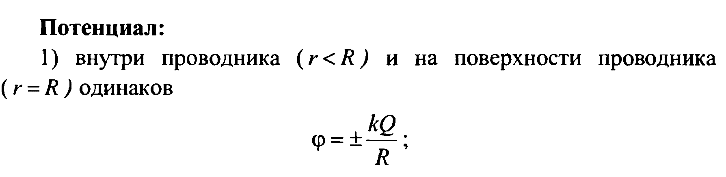 Потенциал:
1) внутри проводника ( r < R ) и на поверхности проводника
( r = R ) одинаков
φ = ± kQ/R ;